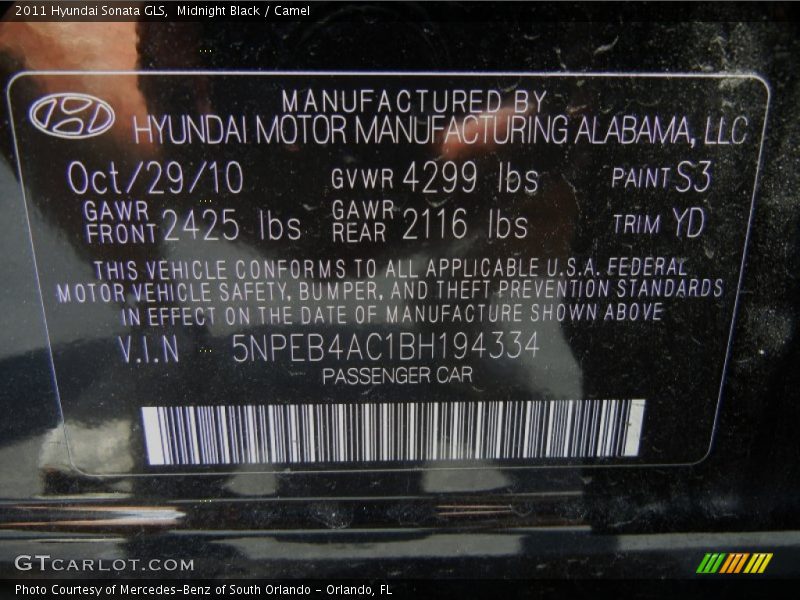 2011 Hyundai Sonata GLS,  Midnight Black / Camel
MANUFACTURED BY
HYUNDAI MOTOR MANUFACTURING ALABAMA, LLC
Oct/29/10 GVWR 4299 lbs PAINT S3
GAWR FRONT 2425 lbs GAWR REAR 2116 lbs TRIM YD
THIS VEHICLE CONFORMS TO ALL APPLICABLE U.S.A. FEDERAL
MOTOR VEHICLE SAFETY, BUMPER, AND THEFT PREVENTION STANDARDS
IN EFFECT ON THE DATE OF MANUFACTURE SHOWN ABOVE
V.I.N 5NPEB4AC1BH194334
PASSENGER CAR
GTCARLOT.COM
Photo Courtesy of Mercedes-Benz of South Orlando - Orlando, FL